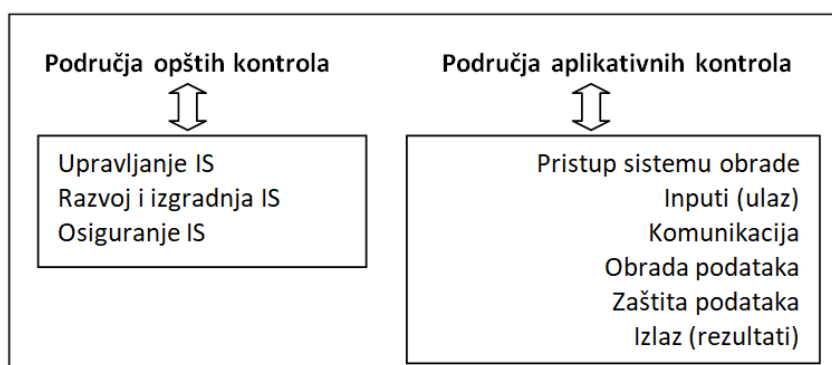 Područja opštih kontrola
Upravljanje IS
Razvoj i izgradnja IS
Osiguranje IS
Područja aplikativnih kontrola
Pristup sistemu obrade
Inputi (ulaz)
Komunikacija
Obrada podataka
Zaštita podataka
Izlaz (rezultati)